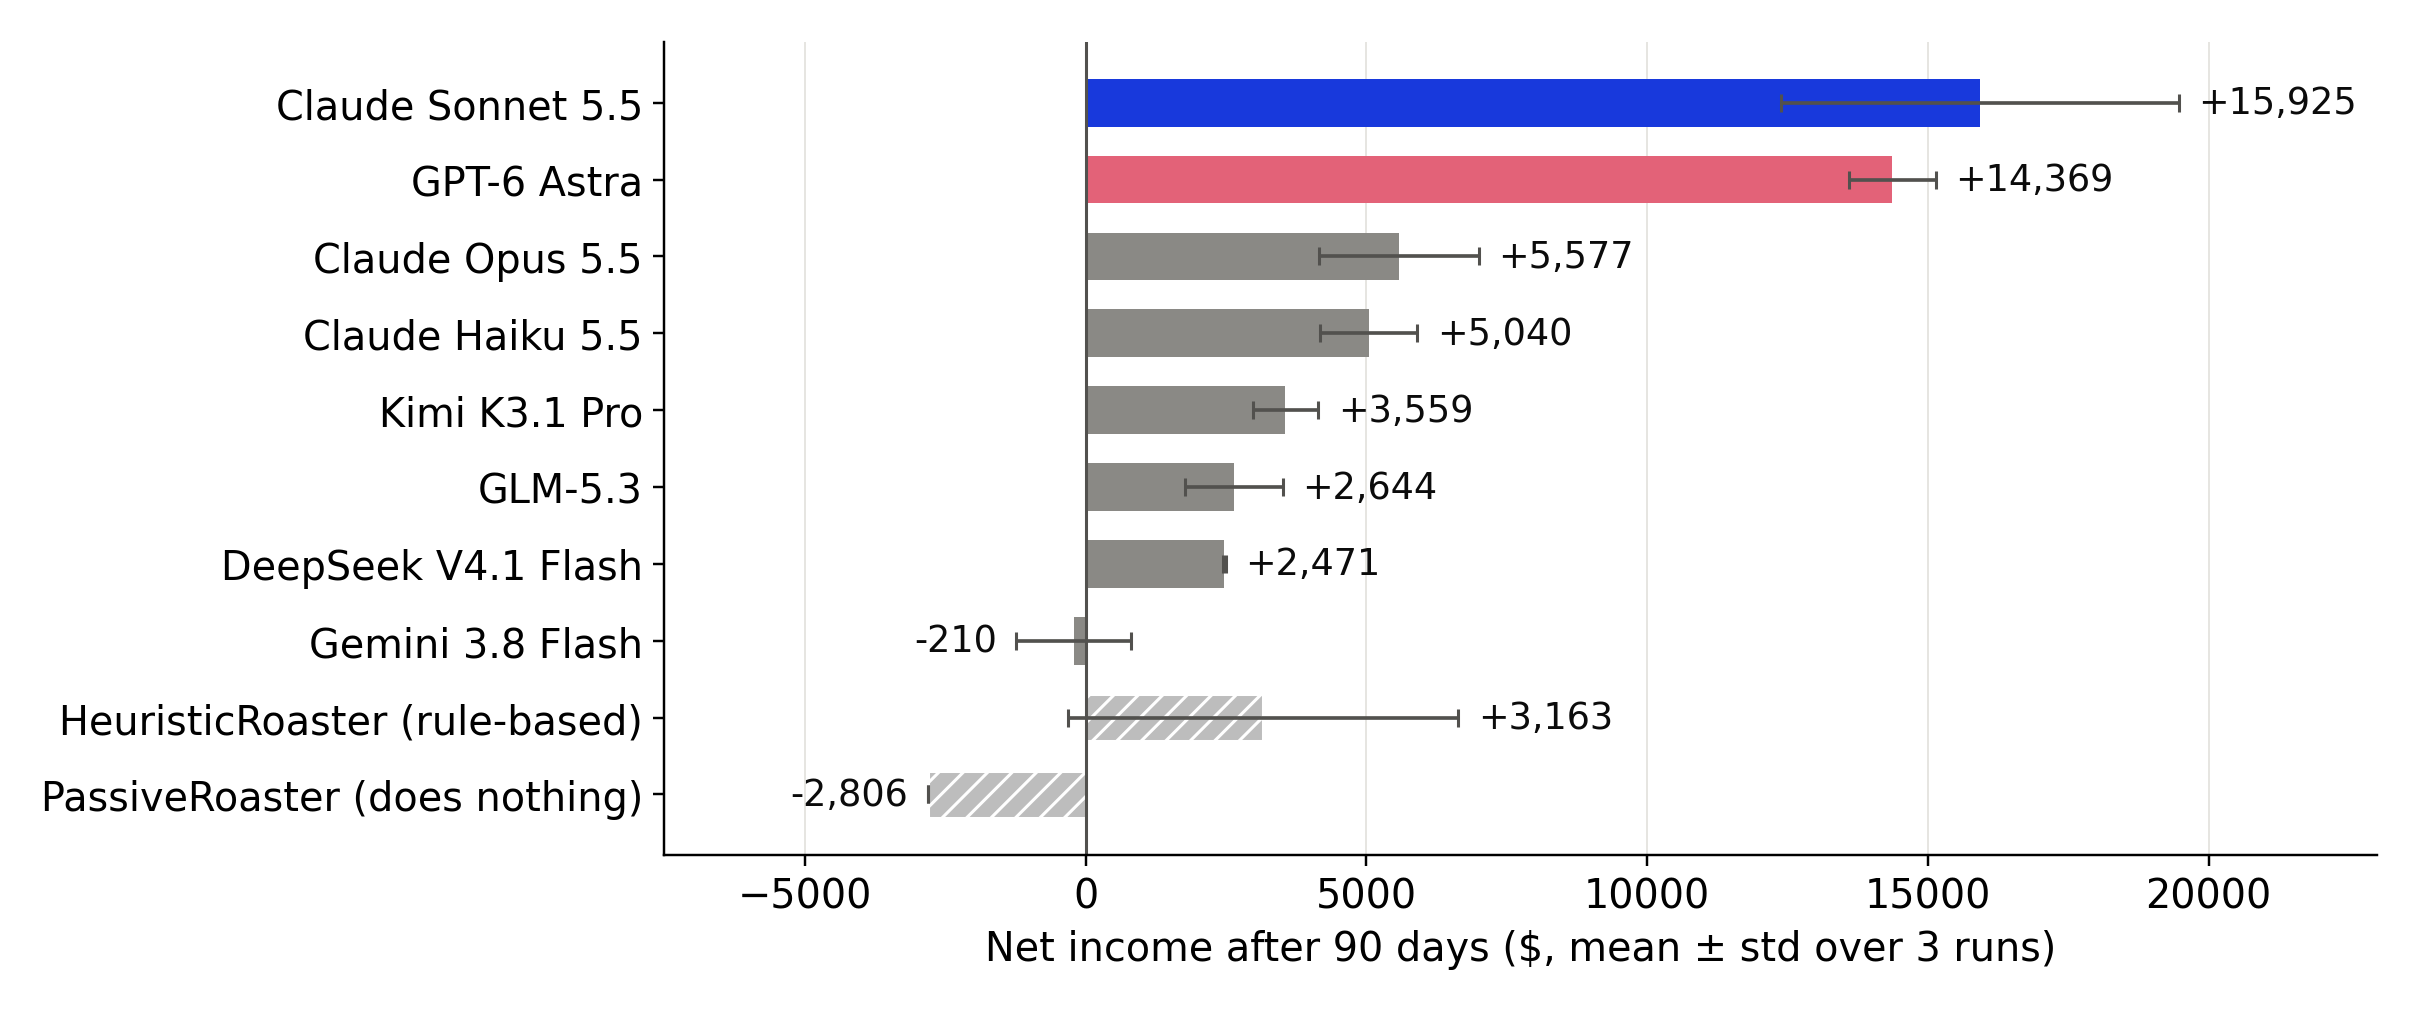 Claude Sonnet 5.5 +15,925
GPT-6 Astra +14,369
Claude Opus 5.5 +5,577
Claude Haiku 5.5 +5,040
Kimi K3.1 Pro +3,559
GLM-5.3 +2,644
DeepSeek V4.1 Flash +2,471
Gemini 3.8 Flash -210
HeuristicRoaster (rule-based) +3,163
PassiveRoaster (does nothing) -2,806
−5000 0 5000 10000 15000 20000
Net income after 90 days ($, mean ± std over 3 runs)